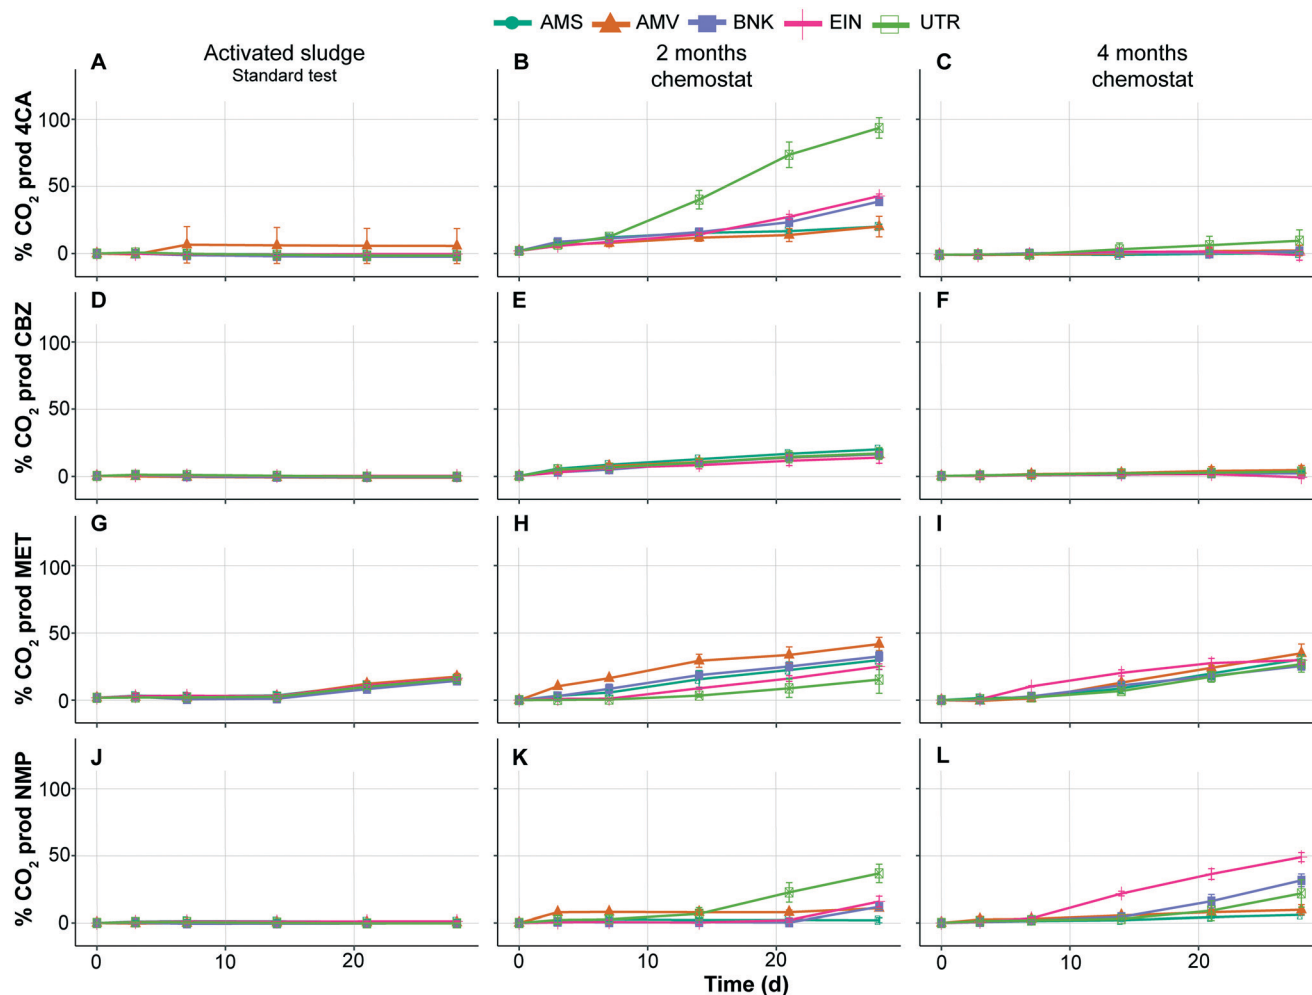 AMS AMV BNK EIN UTR
A Activated sludge
Standard test
B 2 months
chemostat
C 4 months
chemostat
% CO2 prod 4CA
100
50
0
D E F
% CO2 prod CBZ
100
50
0
G H I
% CO2 prod MET
100
50
0
J K L
% CO2 prod NMP
100
50
0
0 10 20 0 10 20 0 10 20
Time (d)